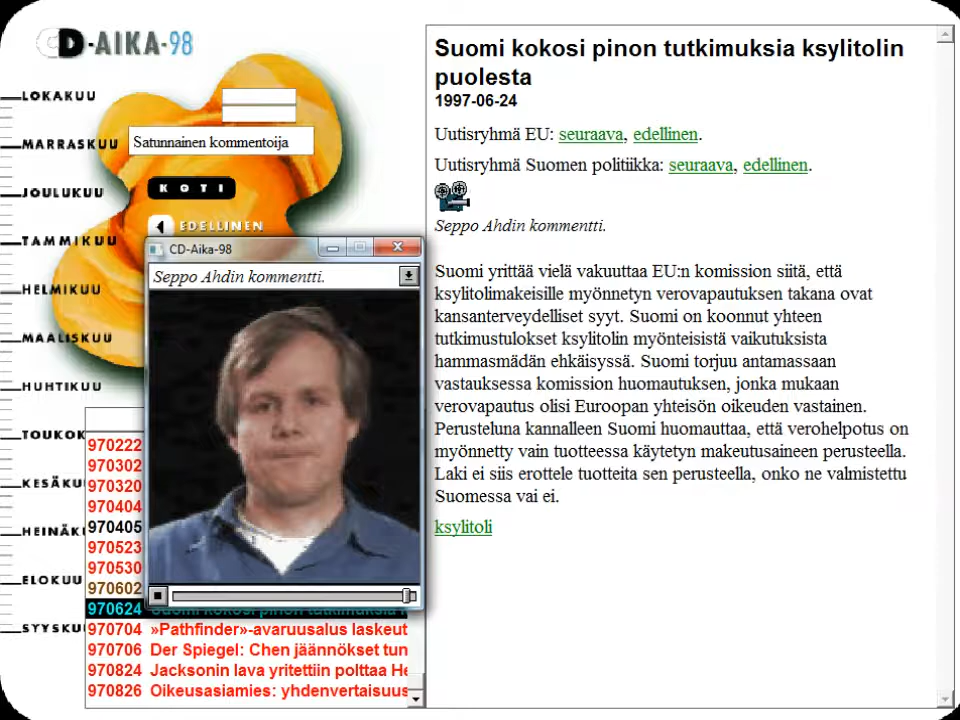 CD-AIKA-98
LOKAKUU
MARRASKUU
JOULUKUU
TAMMIKUU
HELMIKUU
MAALISKUU
HUHTIKUU
TOUKOK
KESÄKU
HEINÄK
ELOKUU
SYYSKU
Satunnainen kommentoija
KOTI
EDELLINEN
CD-Aika-98
Seppo Ahdin kommentti.
970222
970302
970320
970404
970405
970523
970530
970602
970624 Suomi kokosi pinon tutkimuksia
970704 »Pathfinder»-avaruusalus laskeut
970706 Der Spiegel: Chen jäännökset tun
970824 Jacksonin lava yritettiin polttaa He
970826 Oikeusasiamies: yhdenvertaisuus
Suomi kokosi pinon tutkimuksia ksylitolin
puolesta
1997-06-24
Uutisryhmä EU: seuraava, edellinen.
Uutisryhmä Suomen politiikka: seuraava, edellinen.
Seppo Ahdin kommentti.
Suomi yrittää vielä vakuuttaa EU:n komission siitä, että
ksylitolimakeisille myönnetyn verovapautuksen takana ovat
kansanterveydelliset syyt. Suomi on koonnut yhteen
tutkimustulokset ksylitolin myönteisistä vaikutuksista
hammasmädän ehkäisyssä. Suomi torjuu antamassaan
vastauksessa komission huomautuksen, jonka mukaan
verovapautus olisi Euroopan yhteisön oikeuden vastainen.
Perusteluna kannalleen Suomi huomauttaa, että verohelpotus on
myönnetty vain tuotteessa käytetyn makeutusaineen perusteella.
Laki ei siis erottele tuotteita sen perusteella, onko ne valmistettu
Suomessa vai ei.
ksylitoli